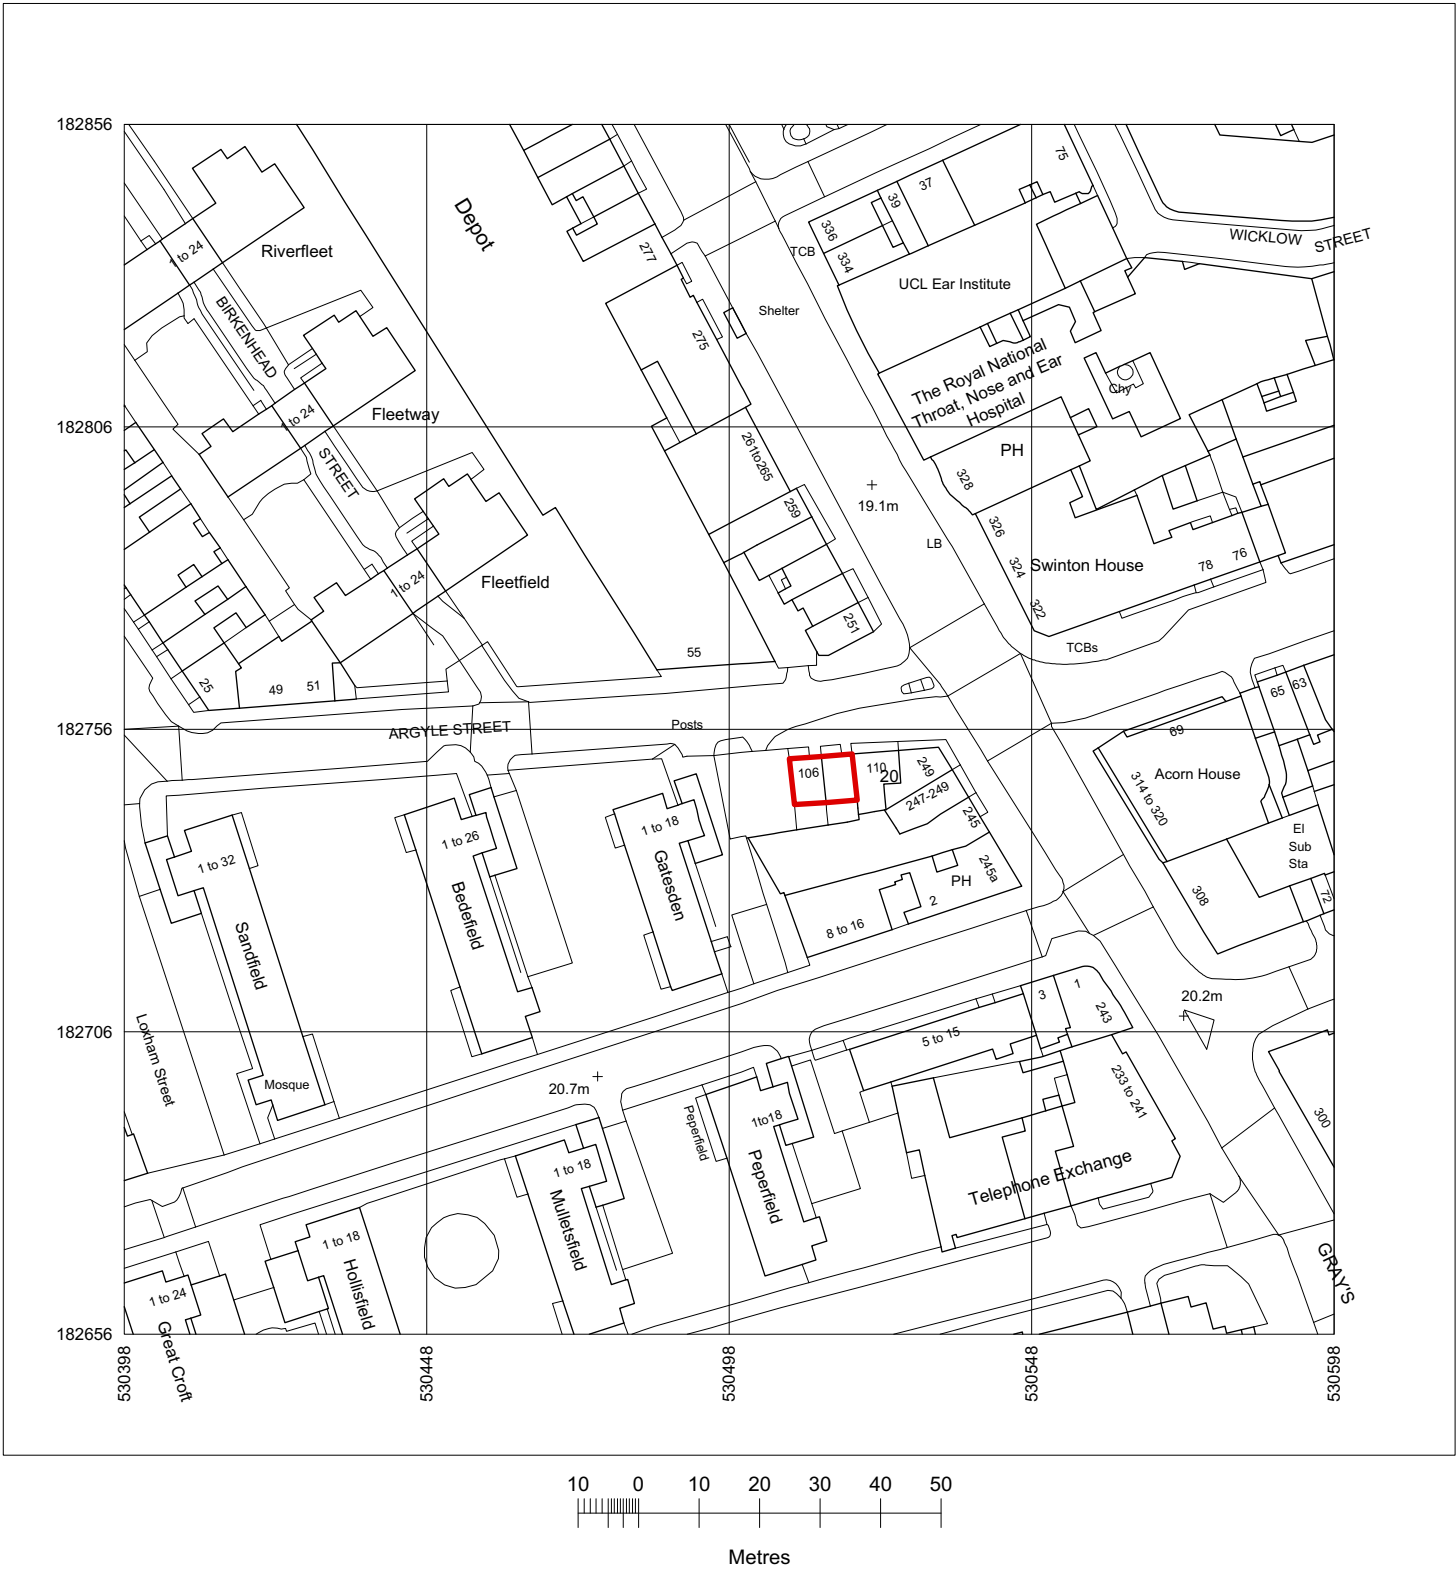 182856
182806
182756
182706
182656
530398
530448
530498
530548
530598
75
37
39
336
334
TCB
WICKLOW STREET
Depot
1 to 24
Riverfleet
277
UCL Ear Institute
Shelter
275
BIRKENHEAD
The Royal National
Throat, Nose and Ear
Hospital
Chy
1 to 24
Fleetway
PH
261to265
328
STREET
259
19.1m
326
LB
324
Swinton House
78
76
1 to 24
Fleetfield
322
251
TCBs
55
25
49
51
65
63
ARGYLE STREET
Posts
69
106
110
20
249
247-249
245
Acorn House
314 to 320
1 to 32
1 to 26
1 to 18
El
Sub
Sta
Gatesden
245a
PH
2
8 to 16
308
72
Bedefield
Sandfield
20.2m
3
1
243
5 to 15
Loxham Street
Mosque
20.7m
233 to 241
300
Peperfield
1to18
Peperfield
1 to 18
Telephone Exchange
Mulletsfield
1 to 18
Hollisfield
GRAY'S
1 to 24
Great Croft
10 0 10 20 30 40 50
Metres